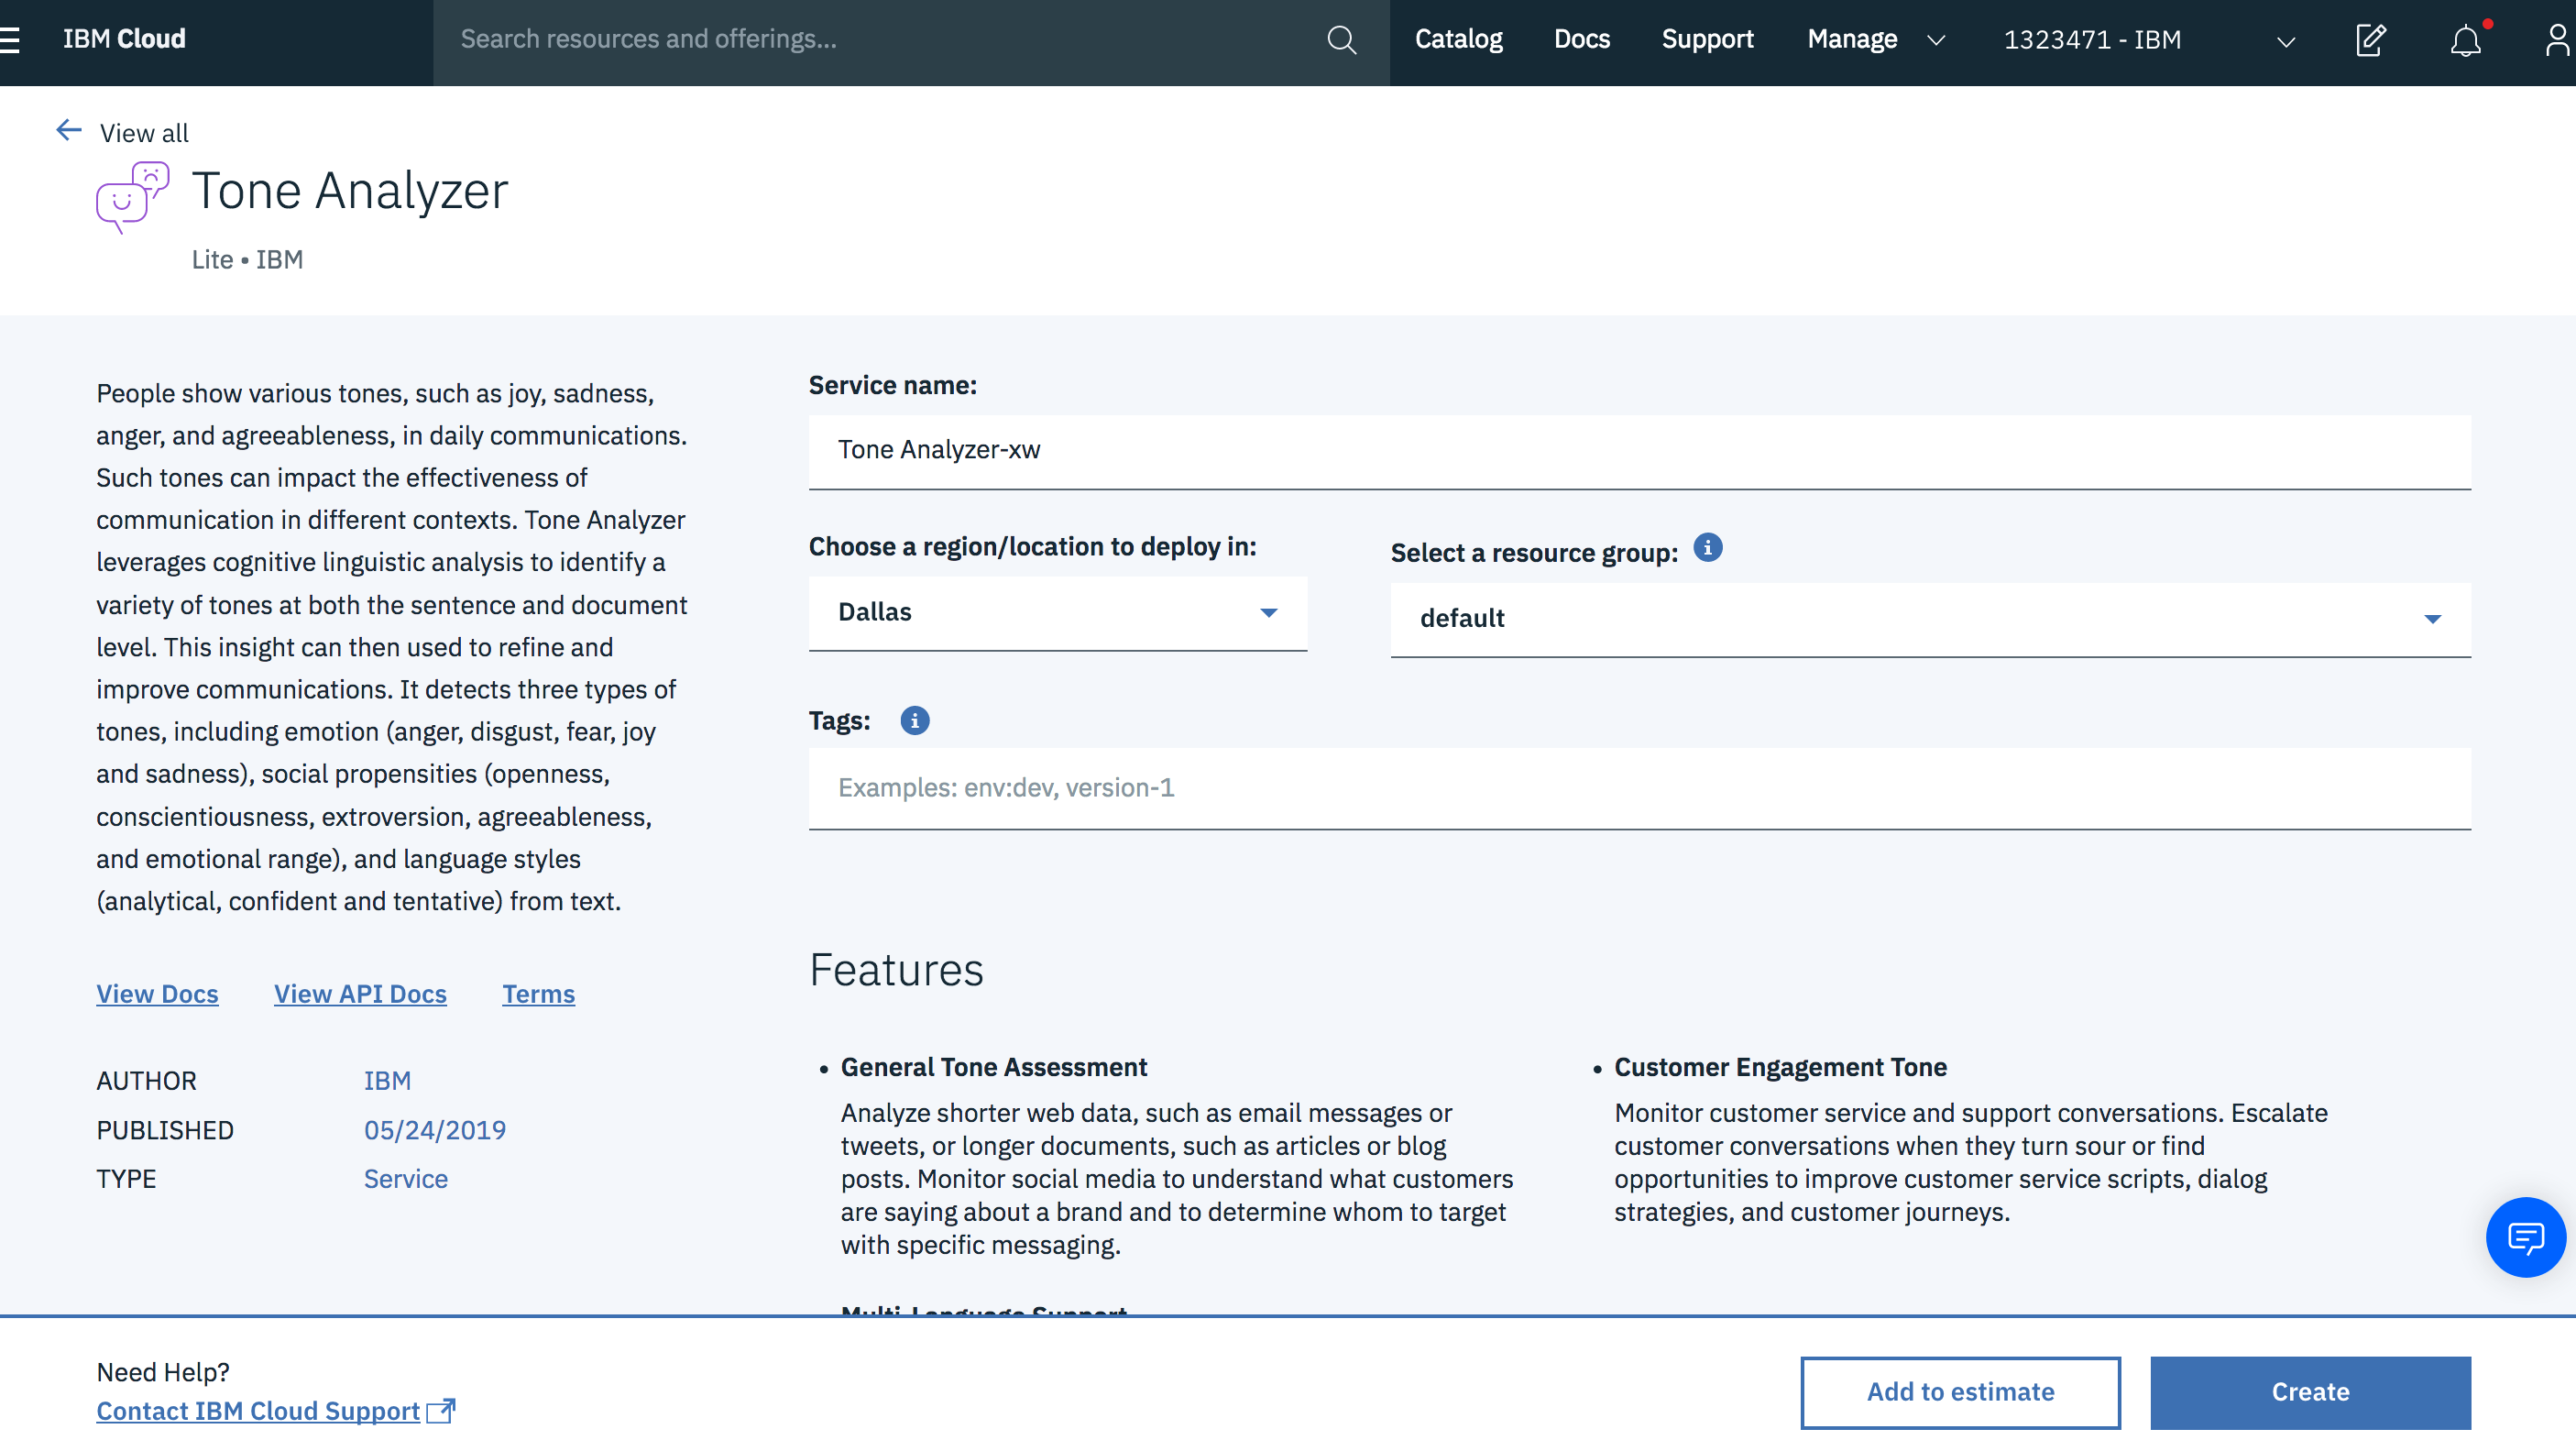 IBM Cloud
Search resources and offerings...
Catalog
Docs
Support
Manage
1323471 - IBM
View all
Tone Analyzer
Lite • IBM
People show various tones, such as joy, sadness,
anger, and agreeableness, in daily communications.
Such tones can impact the effectiveness of
communication in different contexts. Tone Analyzer
leverages cognitive linguistic analysis to identify a
variety of tones at both the sentence and document
level. This insight can then used to refine and
improve communications. It detects three types of
tones, including emotion (anger, disgust, fear, joy
and sadness), social propensities (openness,
conscientiousness, extroversion, agreeableness,
and emotional range), and language styles
(analytical, confident and tentative) from text.
View Docs
View API Docs
Terms
AUTHOR IBM
PUBLISHED 05/24/2019
TYPE Service
Service name:
Tone Analyzer-xw
Choose a region/location to deploy in:
Dallas
Select a resource group:
default
Tags:
Examples: env:dev, version-1
Features
• General Tone Assessment
Analyze shorter web data, such as email messages or
tweets, or longer documents, such as articles or blog
posts. Monitor social media to understand what customers
are saying about a brand and to determine whom to target
with specific messaging.
• Customer Engagement Tone
Monitor customer service and support conversations. Escalate
customer conversations when they turn sour or find
opportunities to improve customer service scripts, dialog
strategies, and customer journeys.
Multi-Language Support
Need Help?
Contact IBM Cloud Support
Add to estimate
Create